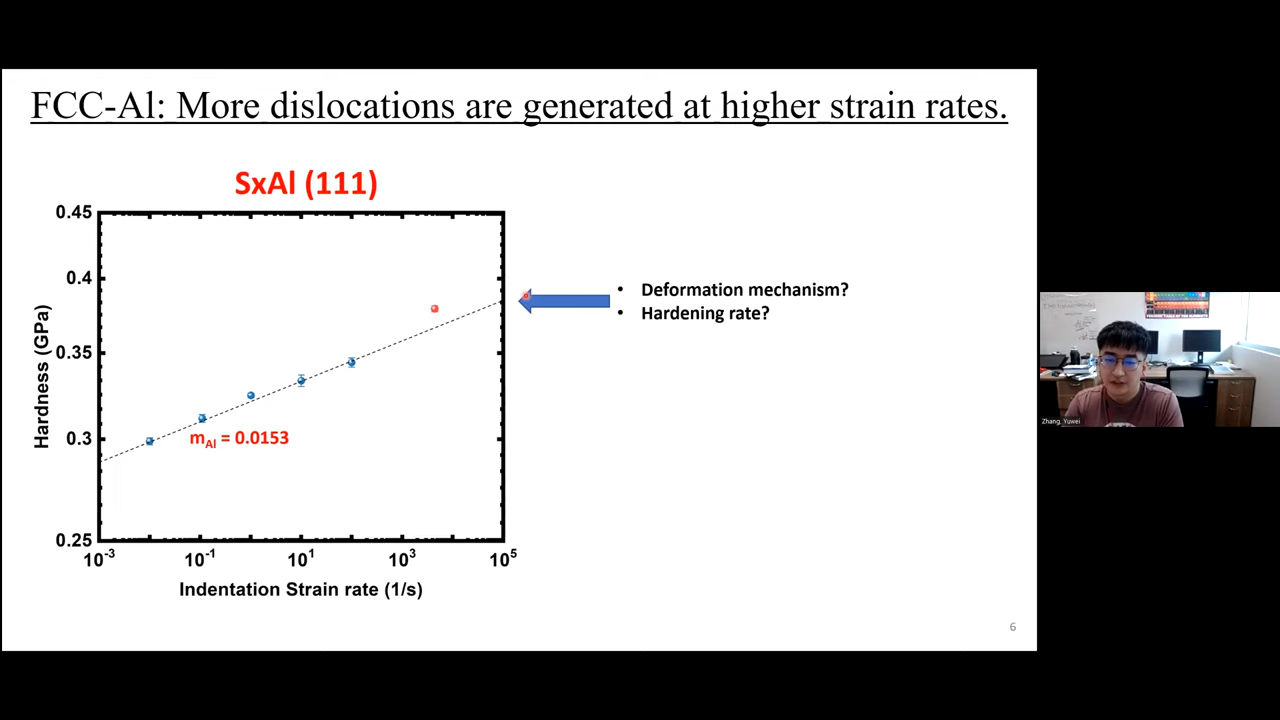 FCC-Al: More dislocations are generated at higher strain rates.
SxAl (111)
0.45
0.4
0.35
0.3
0.25
Hardness (GPa)
m_Al = 0.0153
10^-3
10^-1
10^1
10^3
10^5
Indentation Strain rate (1/s)
• Deformation mechanism?
• Hardening rate?
6
Zhang, Yuwei